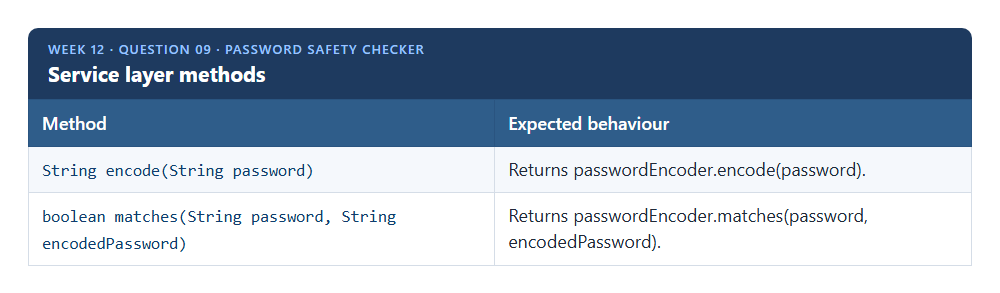 WEEK 12 · QUESTION 09 · PASSWORD SAFETY CHECKER
Service layer methods
Method
Expected behaviour
String encode(String password)
Returns passwordEncoder.encode(password).
boolean matches(String password, String
encodedPassword)
Returns passwordEncoder.matches(password,
encodedPassword).